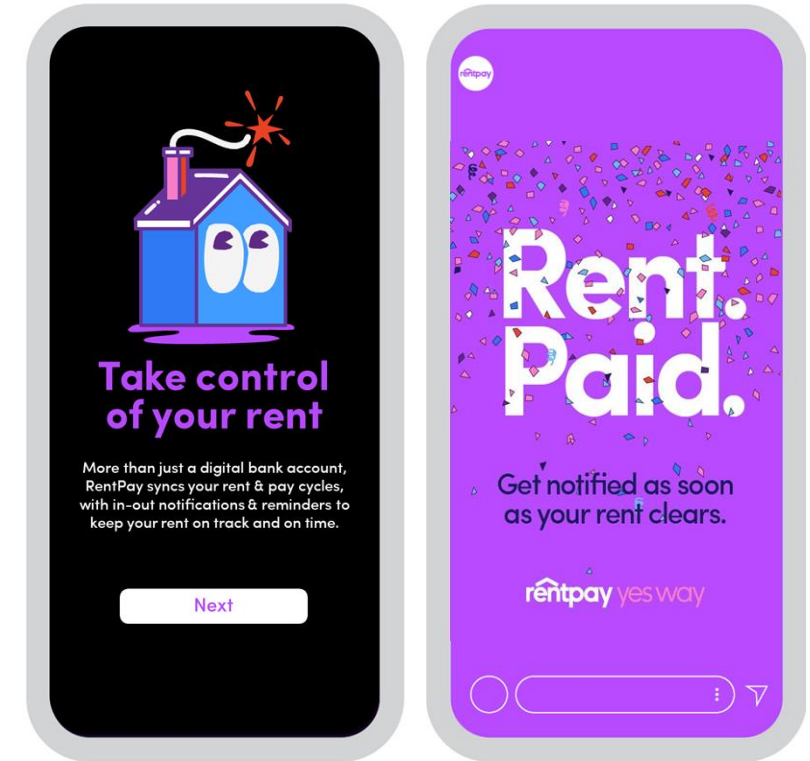 Take control
of your rent
More than just a digital bank account,
RentPay syncs your rent & pay cycles,
with in-out notifications & reminders to
keep your rent on track and on time.
Next
rentpay
Rent.
Paid.
Get notified as soon
as your rent clears.
rentpay yes way